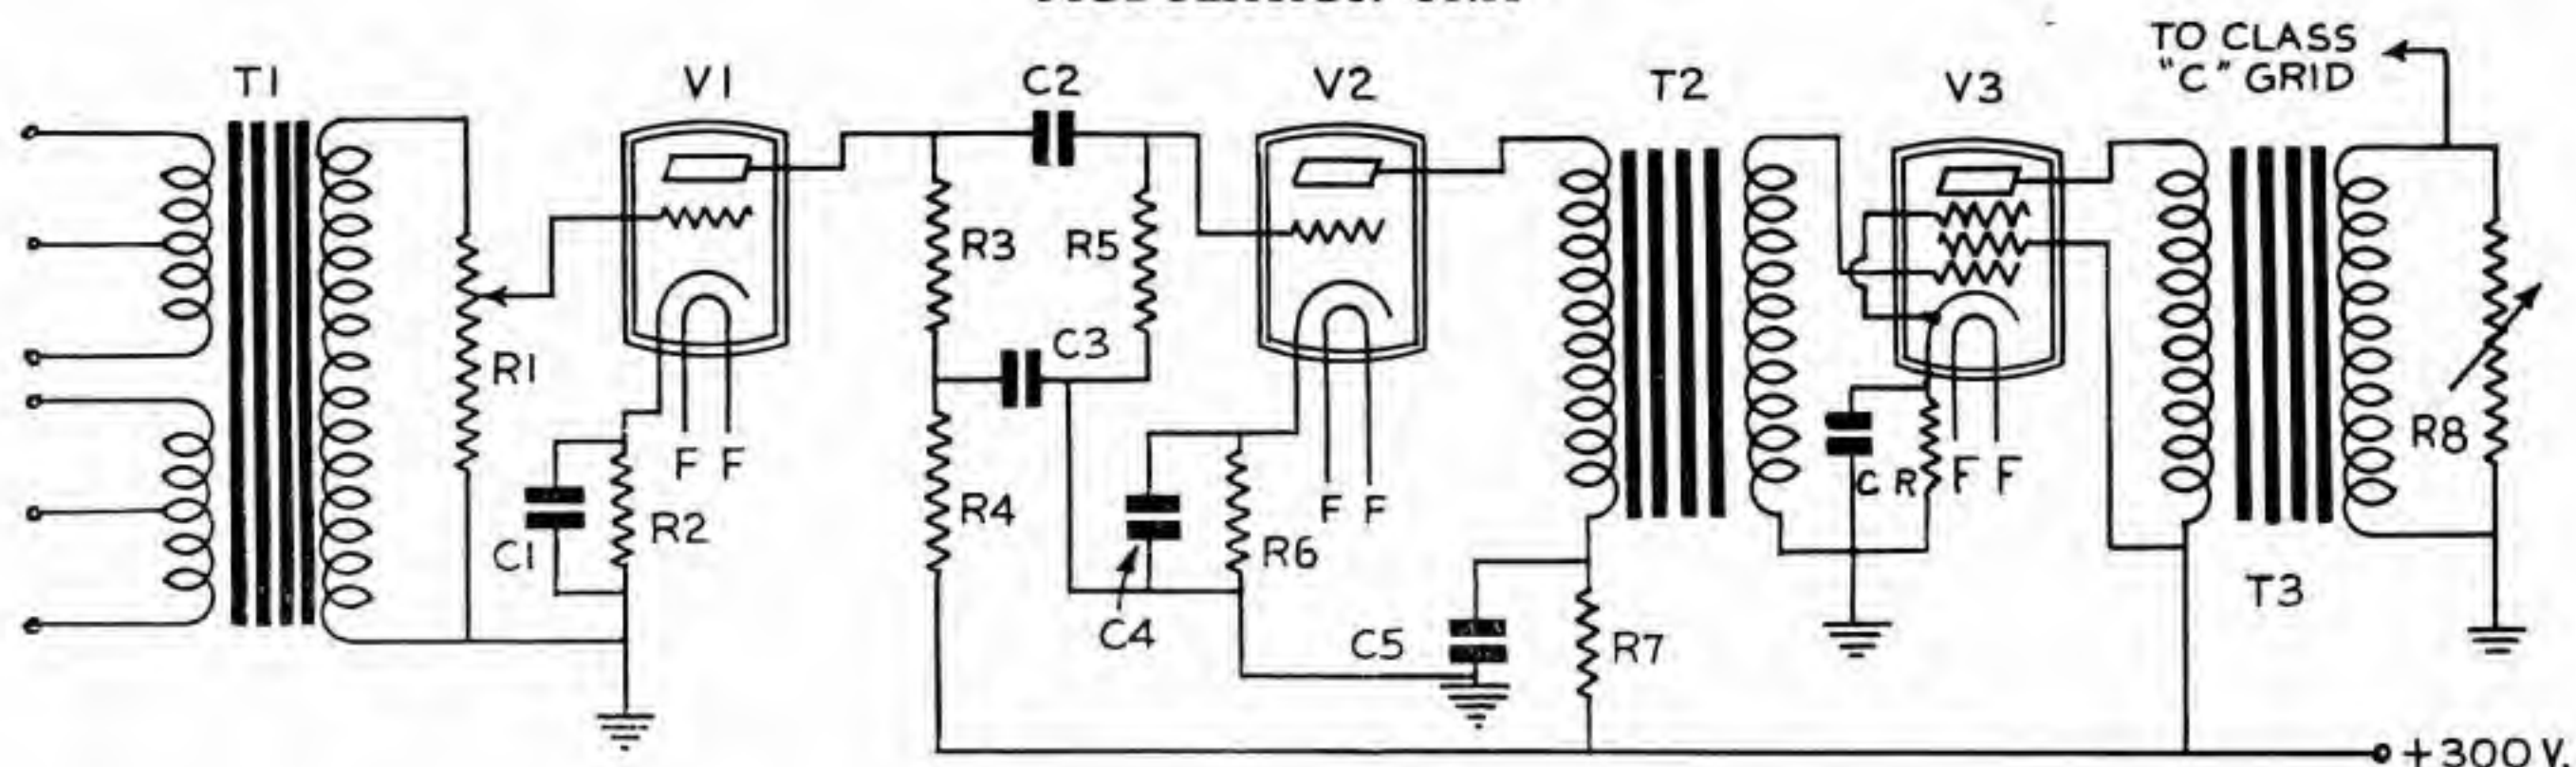 T1
V1
C2
V2
T2
V3
TO CLASS
"C" GRID
R1
R3
R5
C3
F F
C1
R2
R4
C4
R6
F F
C5
R7
C R F F
R8
T3
+300 V.